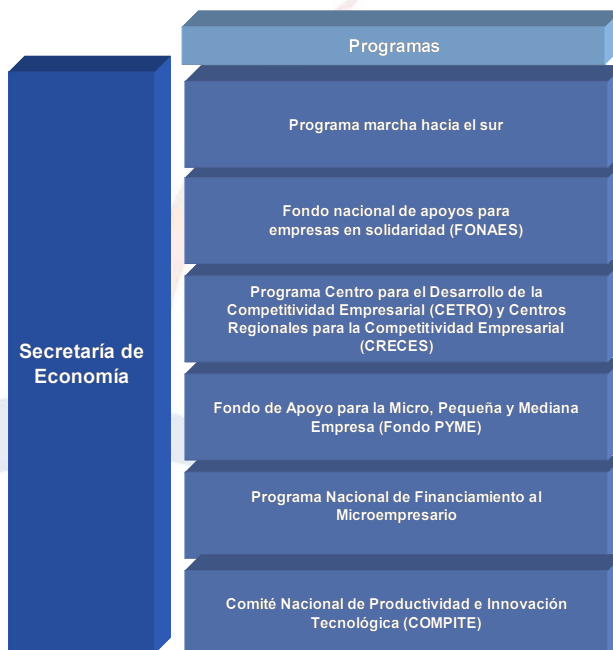 Programas
Secretaría de
Economía
Programa marcha hacia el sur
Fondo nacional de apoyos para
empresas en solidaridad (FONAES)
Programa Centro para el Desarrollo de la
Competitividad Empresarial (CETRO) y Centros
Regionales para la Competitividad Empresarial
(CRECES)
Fondo de Apoyo para la Micro, Pequeña y Mediana
Empresa (Fondo PYME)
Programa Nacional de Financiamiento al
Microempresario
Comité Nacional de Productividad e Innovación
Tecnológica (COMPITE)